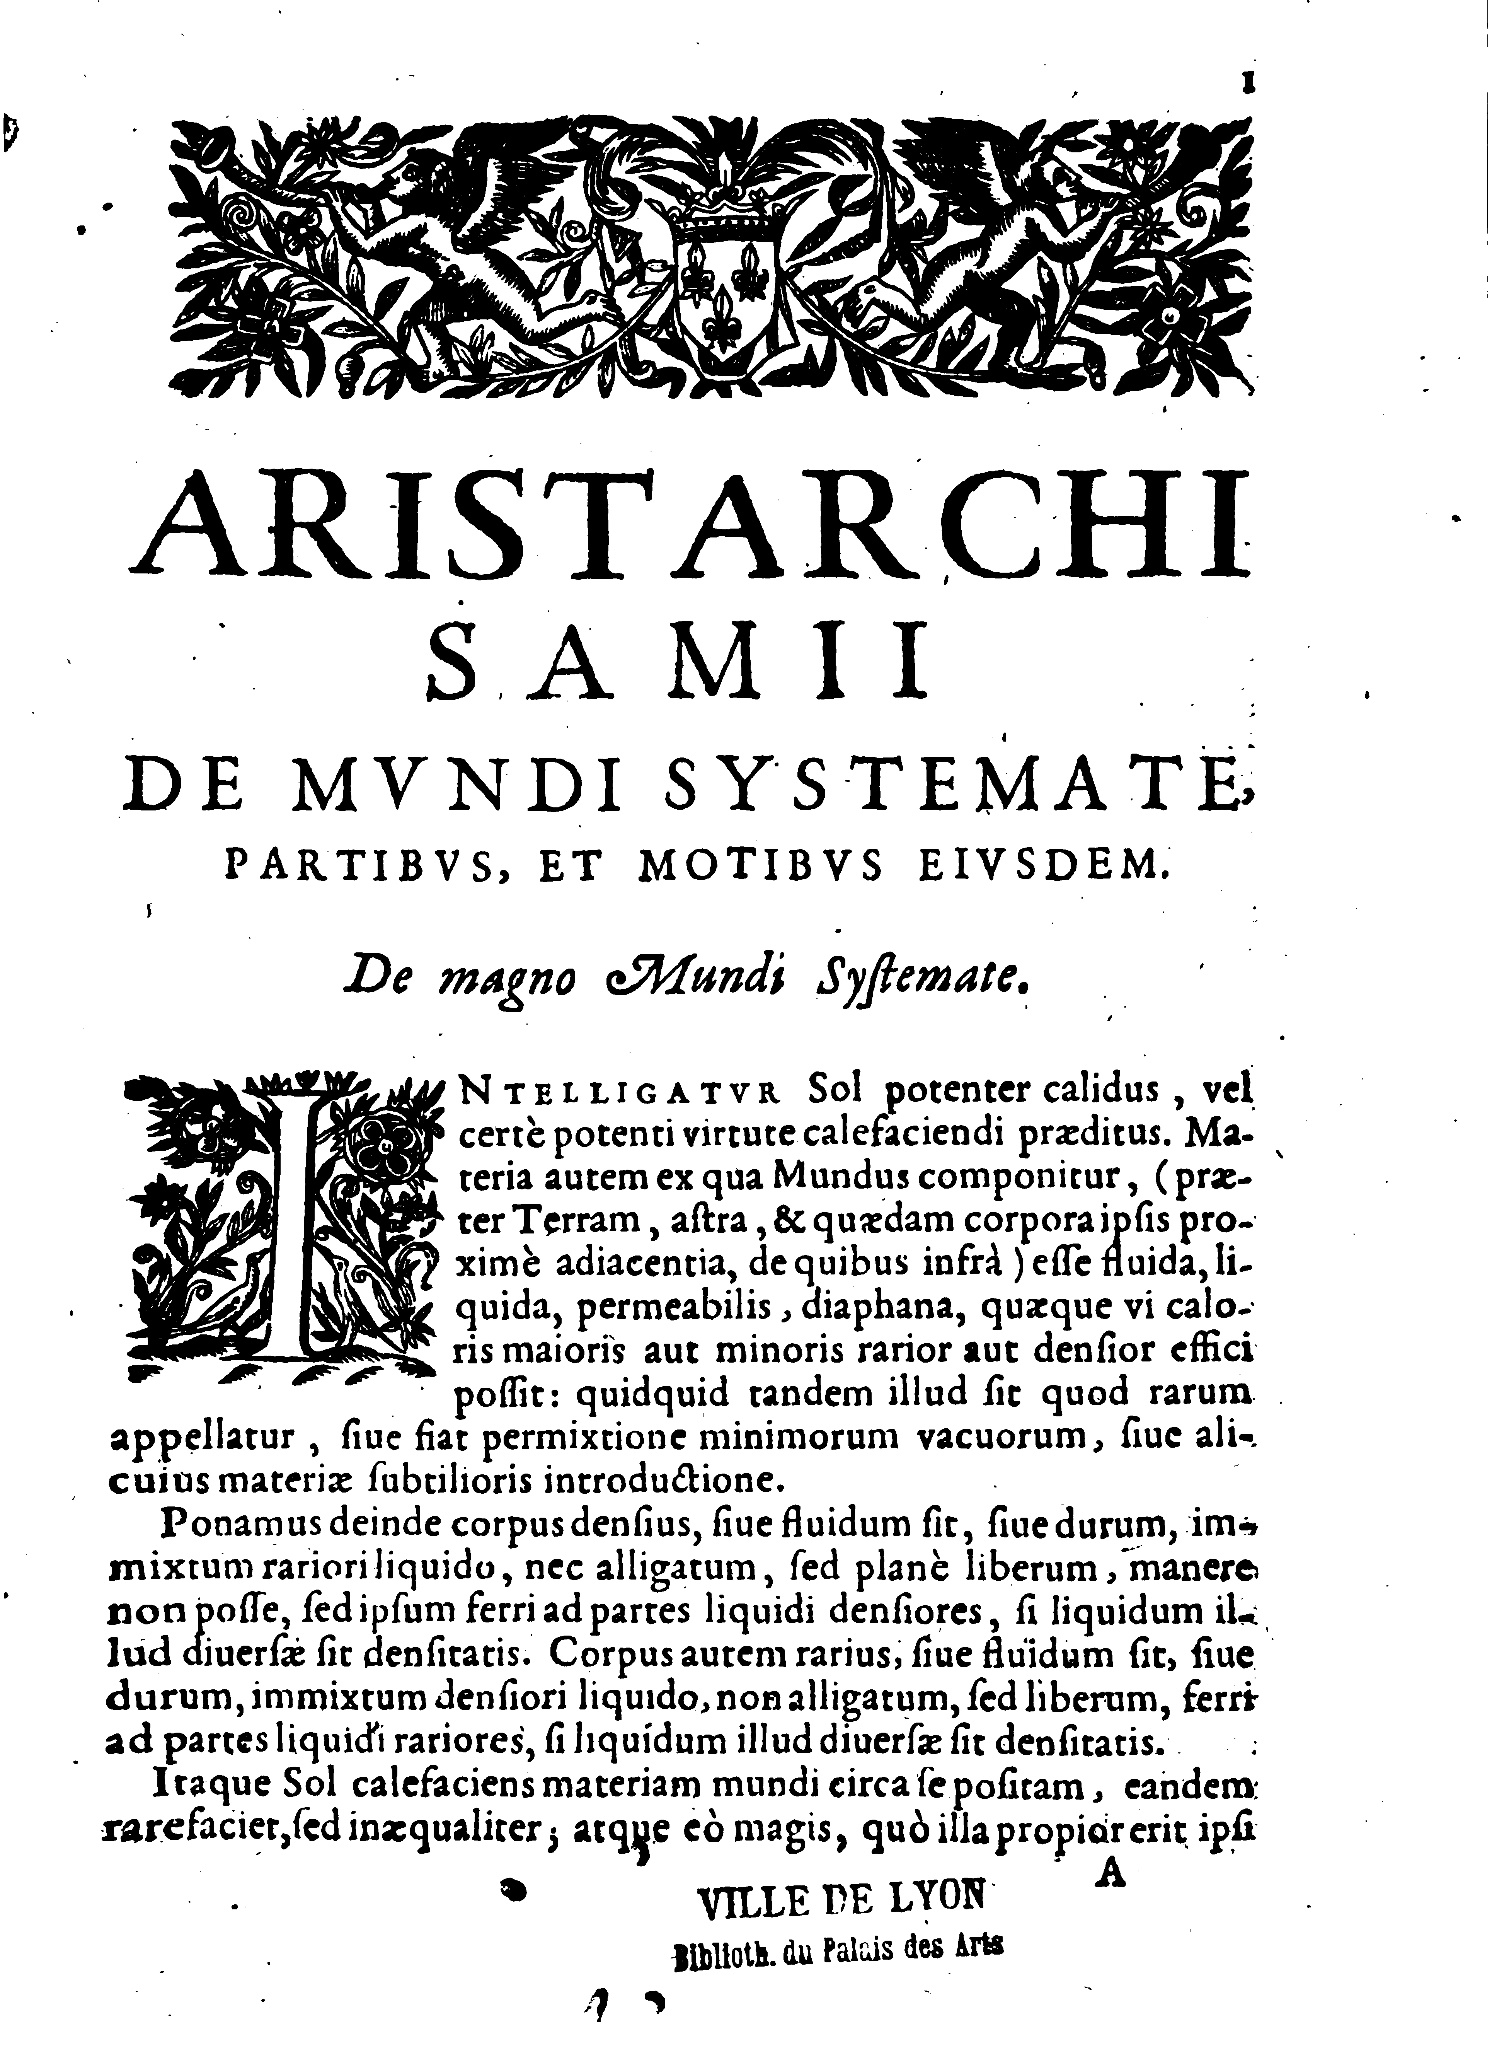 1
ARISTARCHI
SAMII
DE MVNDI SYSTEMATE,
PARTIBVS, ET MOTIBVS EIVSDEM.
De magno Mundi Syſtemate.
INTELLIGATVR Sol potenter calidus, vel
certè potenti virtute calefaciendi præditus. Ma-
teria autem ex qua Mundus componitur, (præ-
ter Terram, aſtra, & quædam corpora ipſis pro-
ximè adiacentia, de quibus infrà) eſſe fluida, li-
quida, permeabilis, diaphana, quæque vi calo-
ris maioris aut minoris rarior aut denſior effici
poſſit: quidquid tandem illud ſit quod rarum
appellatur, ſiue fiat permixtione minimorum vacuorum, ſiue ali-
cuius materiæ ſubtilioris introductione.
Ponamus deinde corpus denſius, ſiue fluidum ſit, ſiue durum, im-
mixtum rariori liquido, nec alligatum, ſed planè liberum, manere
non poſſe, ſed ipſum ferri ad partes liquidi denſiores, ſi liquidum il-
lud diuerſæ ſit denſitatis. Corpus autem rarius, ſiue fluidum ſit, ſiue
durum, immixtum denſiori liquido, non alligatum, ſed liberum, ferri
ad partes liquidi rariores, ſi liquidum illud diuerſæ ſit denſitatis.
Itaque Sol calefaciens materiam mundi circa ſe poſitam, eandem
rarefaciet, ſed inæqualiter; atque eò magis, quò illa propior erit ipſi
A
VILLE DE LYON
Biblioth. du Palais des Arts